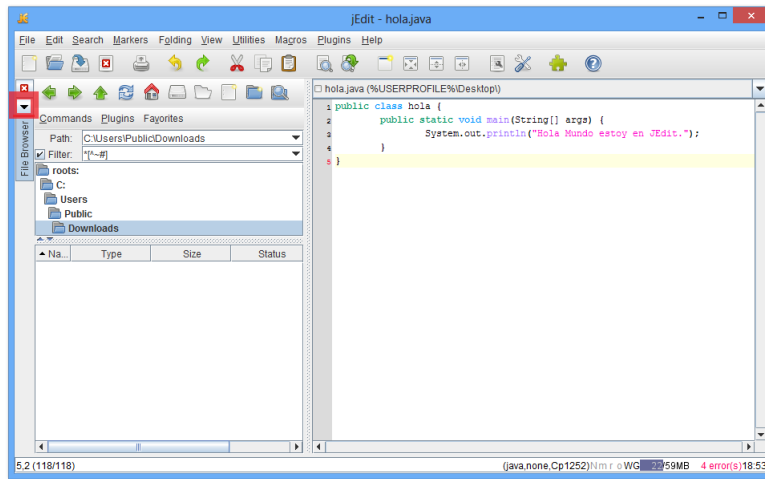 jEdit - hola.java
File Edit Search Markers Folding View Utilities Macros Plugins Help
File Browser
Commands Plugins Favorites
Path: C:\Users\Public\Downloads
Filter: *[^~#]
roots:
C:
Users
Public
Downloads
Na... Type Size Status
hola.java (%USERPROFILE%\Desktop\)
1 public class hola {
2 public static void main(String[] args) {
3 System.out.println("Hola Mundo estoy en JEdit.");
4 }
5 }
5,2 (118/118) (java,none,Cp1252) N m r o WG 22/59MB 4 error(s) 18:53